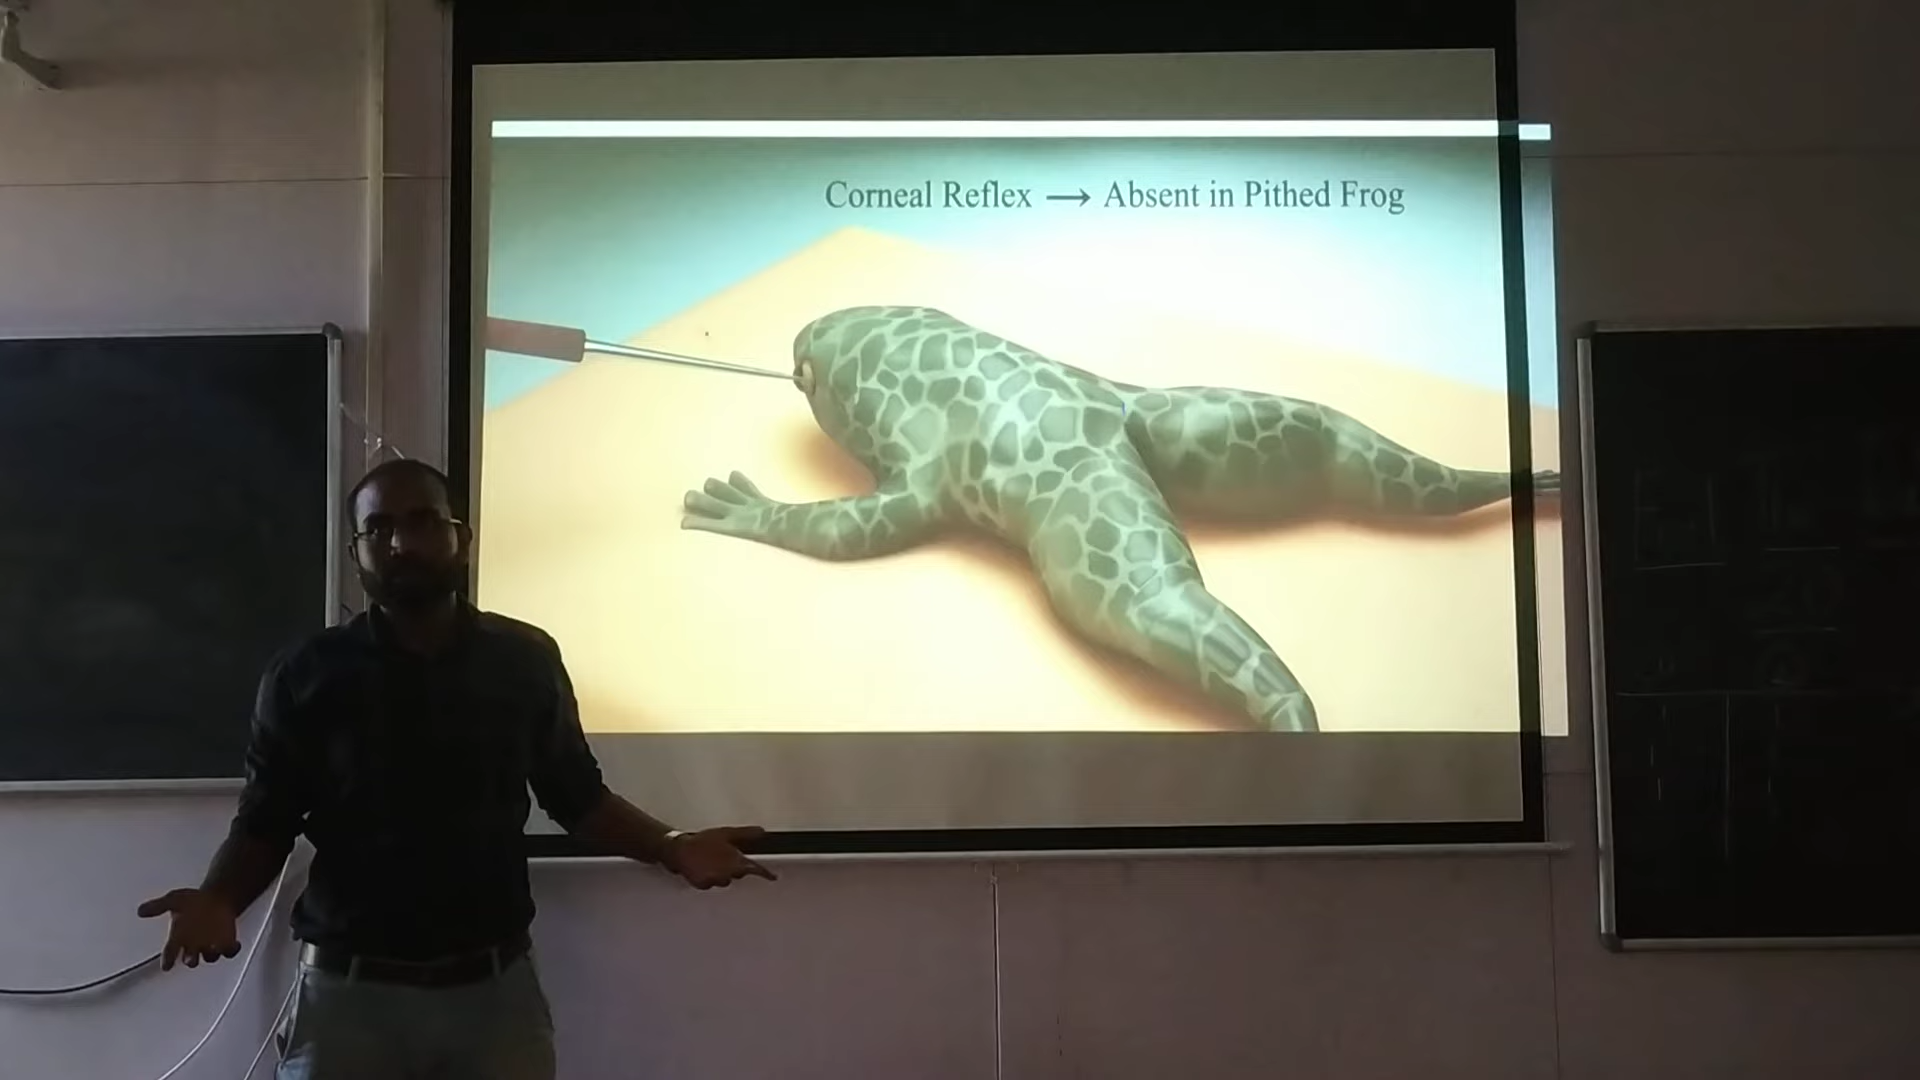 Corneal Reflex → Absent in Pithed Frog